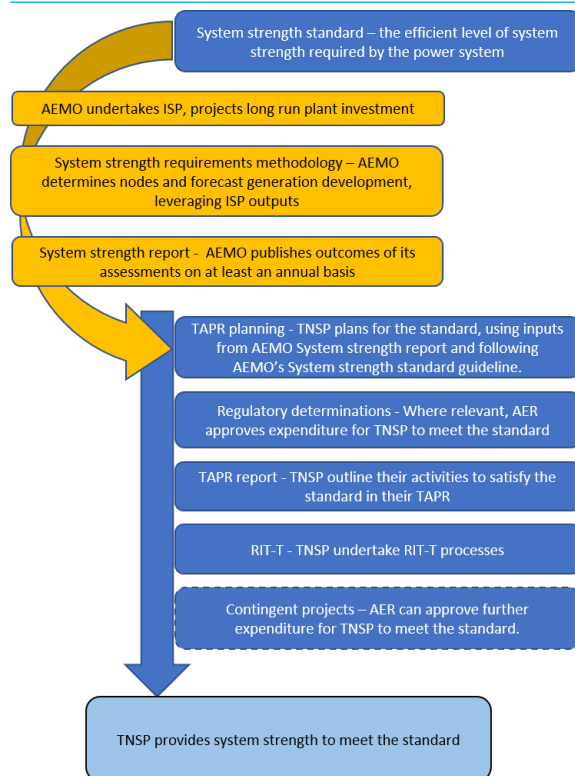 System strength standard – the efficient level of system
strength required by the power system
AEMO undertakes ISP, projects long run plant investment
System strength requirements methodology – AEMO
determines nodes and forecast generation development,
leveraging ISP outputs
System strength report - AEMO publishes outcomes of its
assessments on at least an annual basis
TAPR planning - TNSP plans for the standard, using inputs
from AEMO System strength report and following
AEMO's System strength standard guideline.
Regulatory determinations - Where relevant, AER
approves expenditure for TNSP to meet the standard
TAPR report - TNSP outline their activities to satisfy the
standard in their TAPR
RIT-T - TNSP undertake RIT-T processes
Contingent projects – AER can approve further
expenditure for TNSP to meet the standard.
TNSP provides system strength to meet the standard